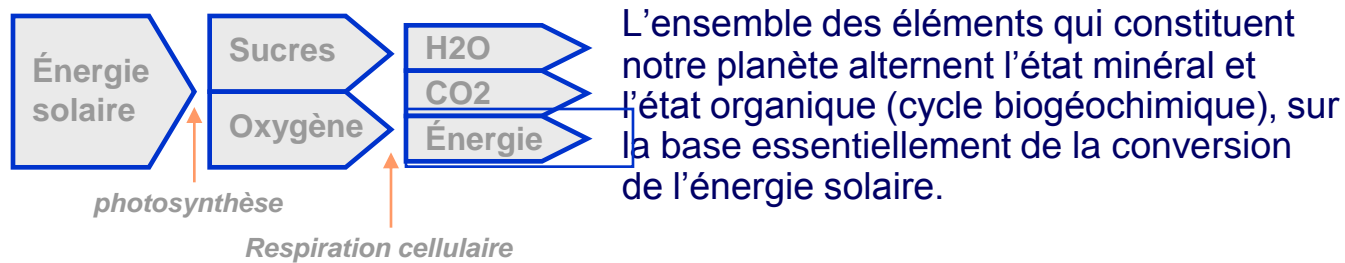 Énergie
solaire
Sucres
Oxygène
H2O
CO2
Énergie
photosynthèse
Respiration cellulaire
L’ensemble des éléments qui constituent
notre planète alternent l’état minéral et
l’état organique (cycle biogéochimique), sur
la base essentiellement de la conversion
de l’énergie solaire.